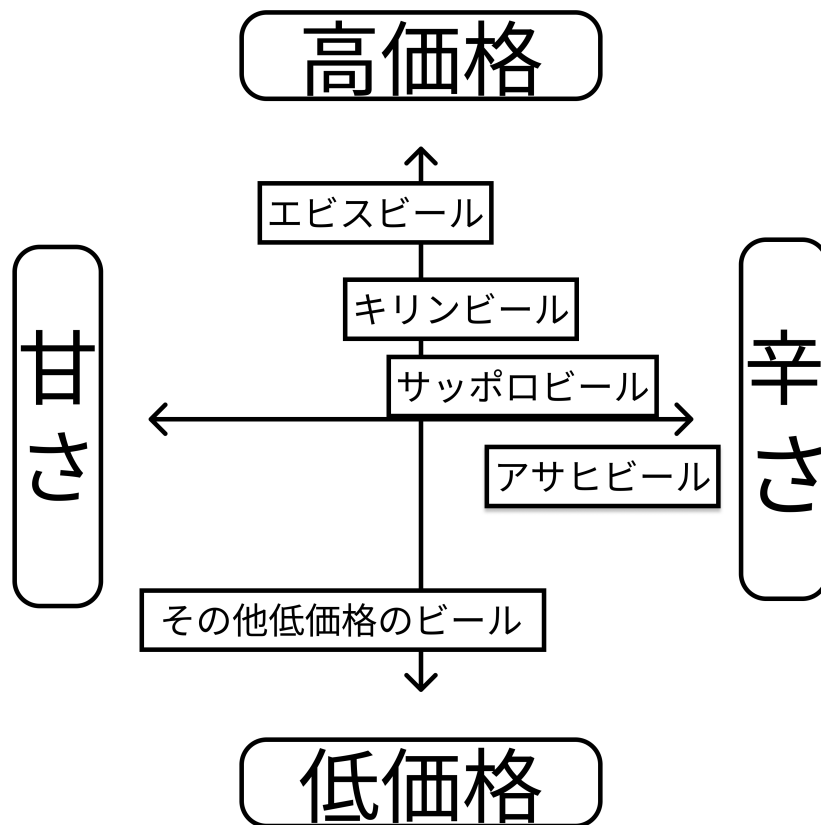 高価格
エビスビール
キリンビール
サッポロビール
甘さ
辛さ
アサヒビール
その他低価格のビール
低価格